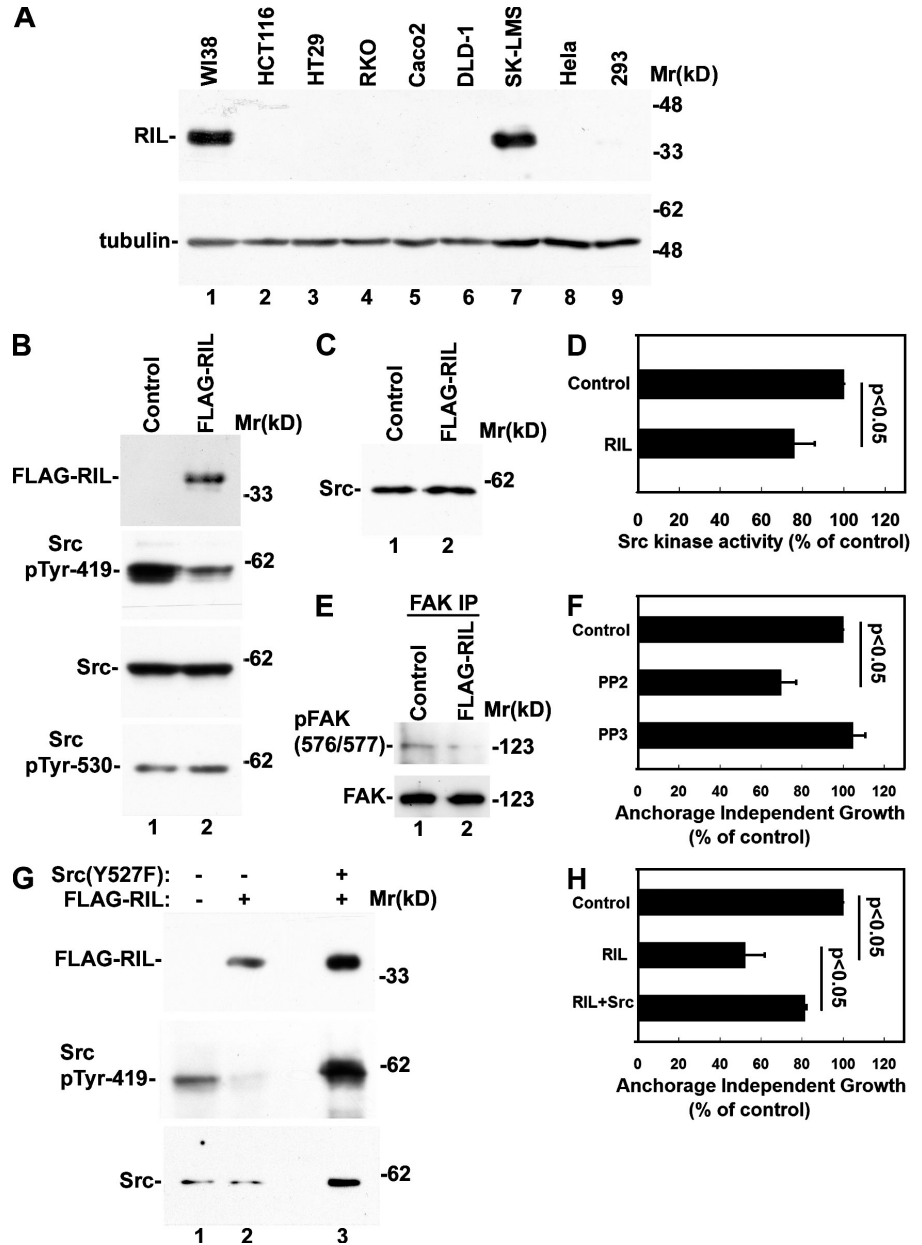 A
WI38 HCT116 HT29 RKO Caco2 DLD-1 SK-LMS Hela 293 Mr(kD)
-48
RIL-
-33
-62
tubulin-
-48
1 2 3 4 5 6 7 8 9
B
Control FLAG-RIL
Mr(kD)
FLAG-RIL-
-33
Src
pTyr-419-
-62
Src-
-62
Src
pTyr-530-
-62
1 2
C
Control FLAG-RIL
Mr(kD)
Src-
-62
1 2
D
Control
RIL
p<0.05
0 20 40 60 80 100 120
Src kinase activity (% of control)
E
FAK IP
Control FLAG-RIL
Mr(kD)
pFAK
(576/577)-
-123
FAK-
-123
1 2
F
Control
PP2
PP3
p<0.05
0 20 40 60 80 100 120
Anchorage Independent Growth
(% of control)
G
Src(Y527F): - - +
FLAG-RIL: - + + Mr(kD)
FLAG-RIL-
-33
Src
pTyr-419-
-62
Src-
-62
1 2 3
H
Control
RIL
RIL+Src
p<0.05
p<0.05
0 20 40 60 80 100 120
Anchorage Independent Growth
(% of control)